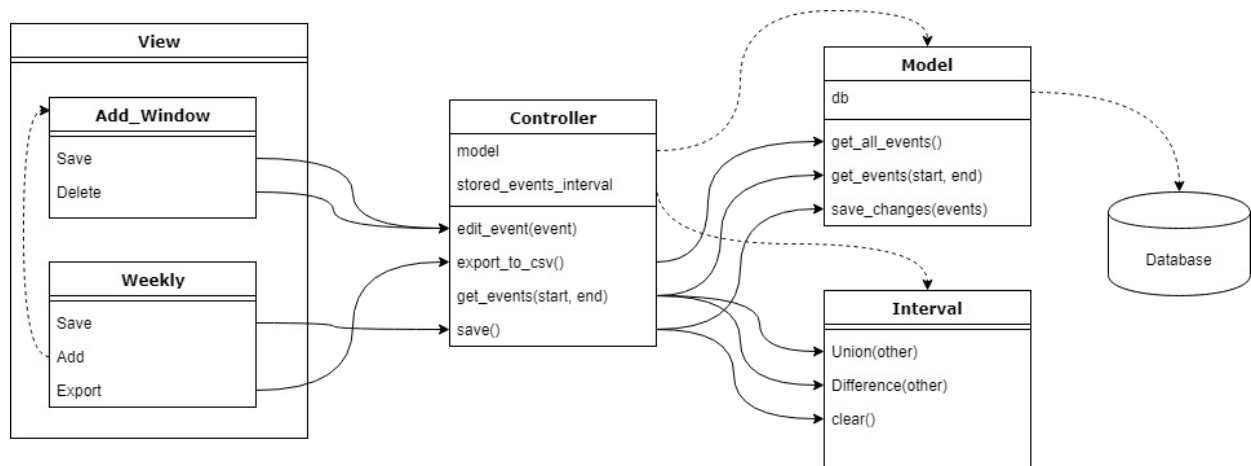 View
Add_Window
Save
Delete
Weekly
Save
Add
Export
Controller
model
stored_events_interval
edit_event(event)
export_to_csv()
get_events(start, end)
save()
Model
db
get_all_events()
get_events(start, end)
save_changes(events)
Interval
Union(other)
Difference(other)
clear()
Database